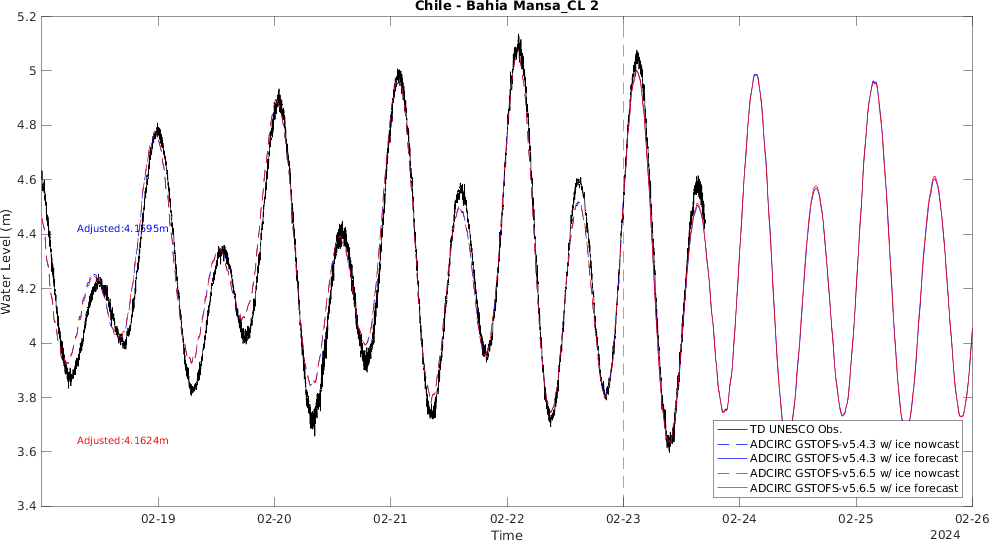 Chile - Bahia Mansa_CL 2
5.2
5
4.8
4.6
4.4
4.2
4
3.8
3.6
3.4
Water Level (m)
Adjusted:4.1595m
Adjusted:4.1624m
TD UNESCO Obs.
ADCIRC GSTOFS-v5.4.3 w/ ice nowcast
ADCIRC GSTOFS-v5.4.3 w/ ice forecast
ADCIRC GSTOFS-v5.6.5 w/ ice nowcast
ADCIRC GSTOFS-v5.6.5 w/ ice forecast
02-19 02-20 02-21 02-22 02-23 02-24 02-25 02-26
Time
2024